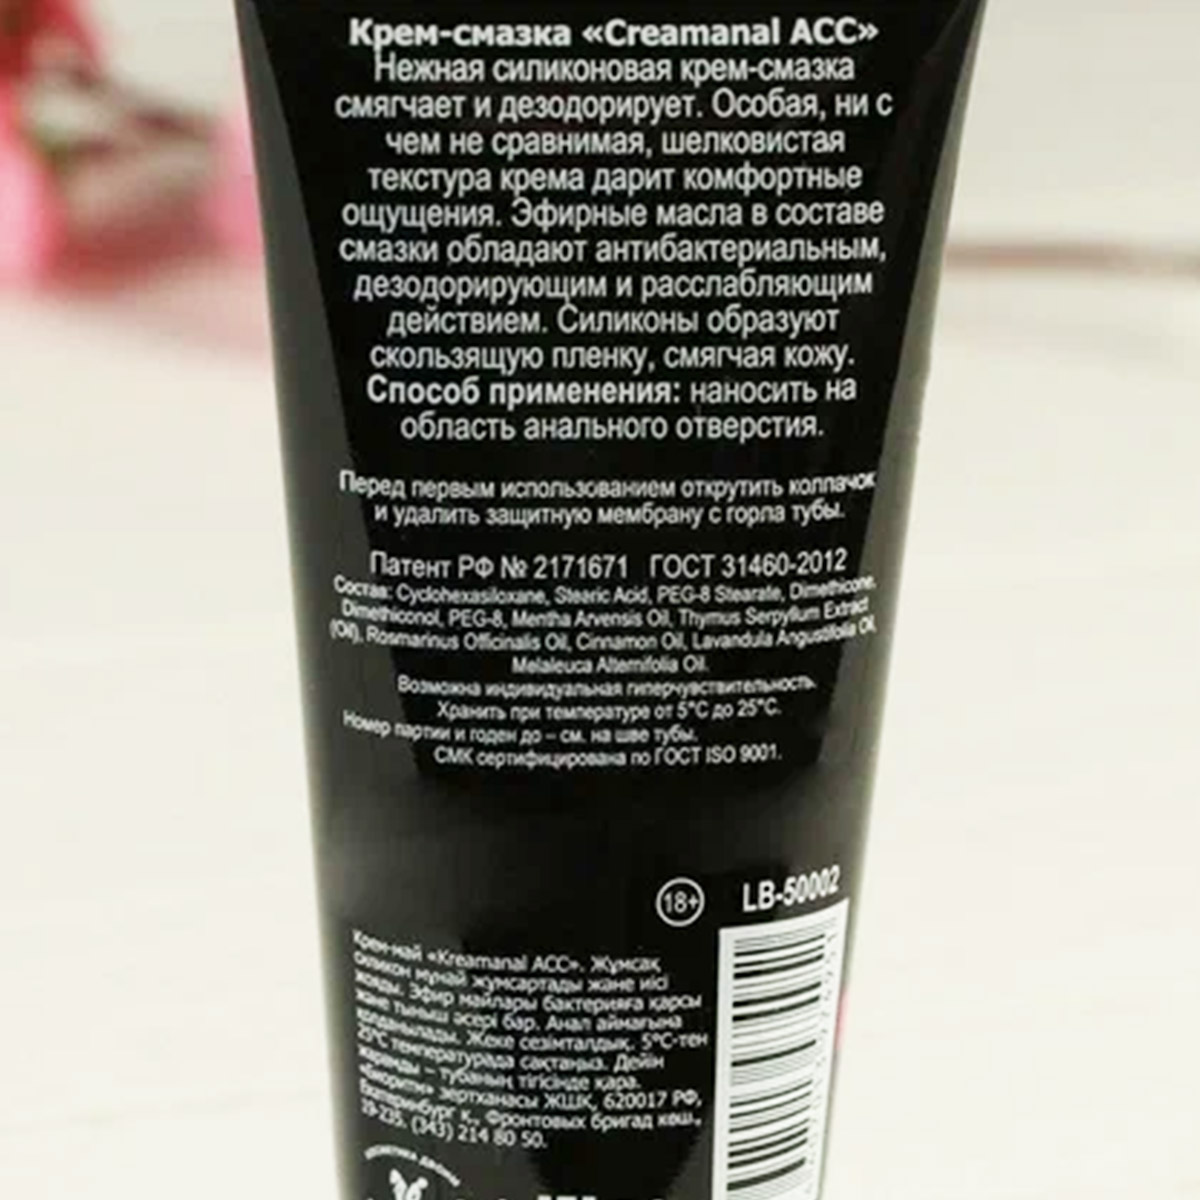 Крем-смазка «Creamanal ACC»
Нежная силиконовая крем-смазка
смягчает и дезодорирует. Особая, ни с
чем не сравнимая, шелковистая
текстура крема дарит комфортные
ощущения. Эфирные масла в составе
смазки обладают антибактериальным,
дезодорирующим и расслабляющим
действием. Силиконы образуют
скользящую пленку, смягчая кожу.
Способ применения: наносить на
область анального отверстия.
Перед первым использованием открутить колпачок
и удалить защитную мембрану с горла тубы.
Патент РФ № 2171671 ГОСТ 31460-2012
Состав: Cyclohexasiloxane, Stearic Acid, PEG-8 Stearate, Dimethicone,
Dimethiconol, PEG-8, Mentha Arvensis Oil, Thymus Serpyllum Extract
(Oil), Rosmarinus Officinalis Oil, Cinnamon Oil, Lavandula Angustifolia Oil,
Melaleuca Alternifolia Oil.
Возможна индивидуальная гиперчувствительность.
Хранить при температуре от 5°С до 25°С.
Номер партии и годен до – см. на шве тубы.
СМК сертифицирована по ГОСТ ISO 9001.
18+
LB-50002
Крем-май «Kreamanal ACC». Жұмсақ
силикон мұнай жумсартады және иісі
жояды. Эфир майлары бактерияға қарсы
және тыныш әсері бар. Анал аймағына
қолданылады. Жеке сезімталдық. 5°С-тен
25°С температурада сақтаңыз. Дейін
жарамды – тубаның тігісінде қара.
«Биоритм» зертханасы ЖШҚ, 620017 РФ,
Екатеринбург к., Фронтовых бригад көш.,
29-235. (343) 214 80 50.